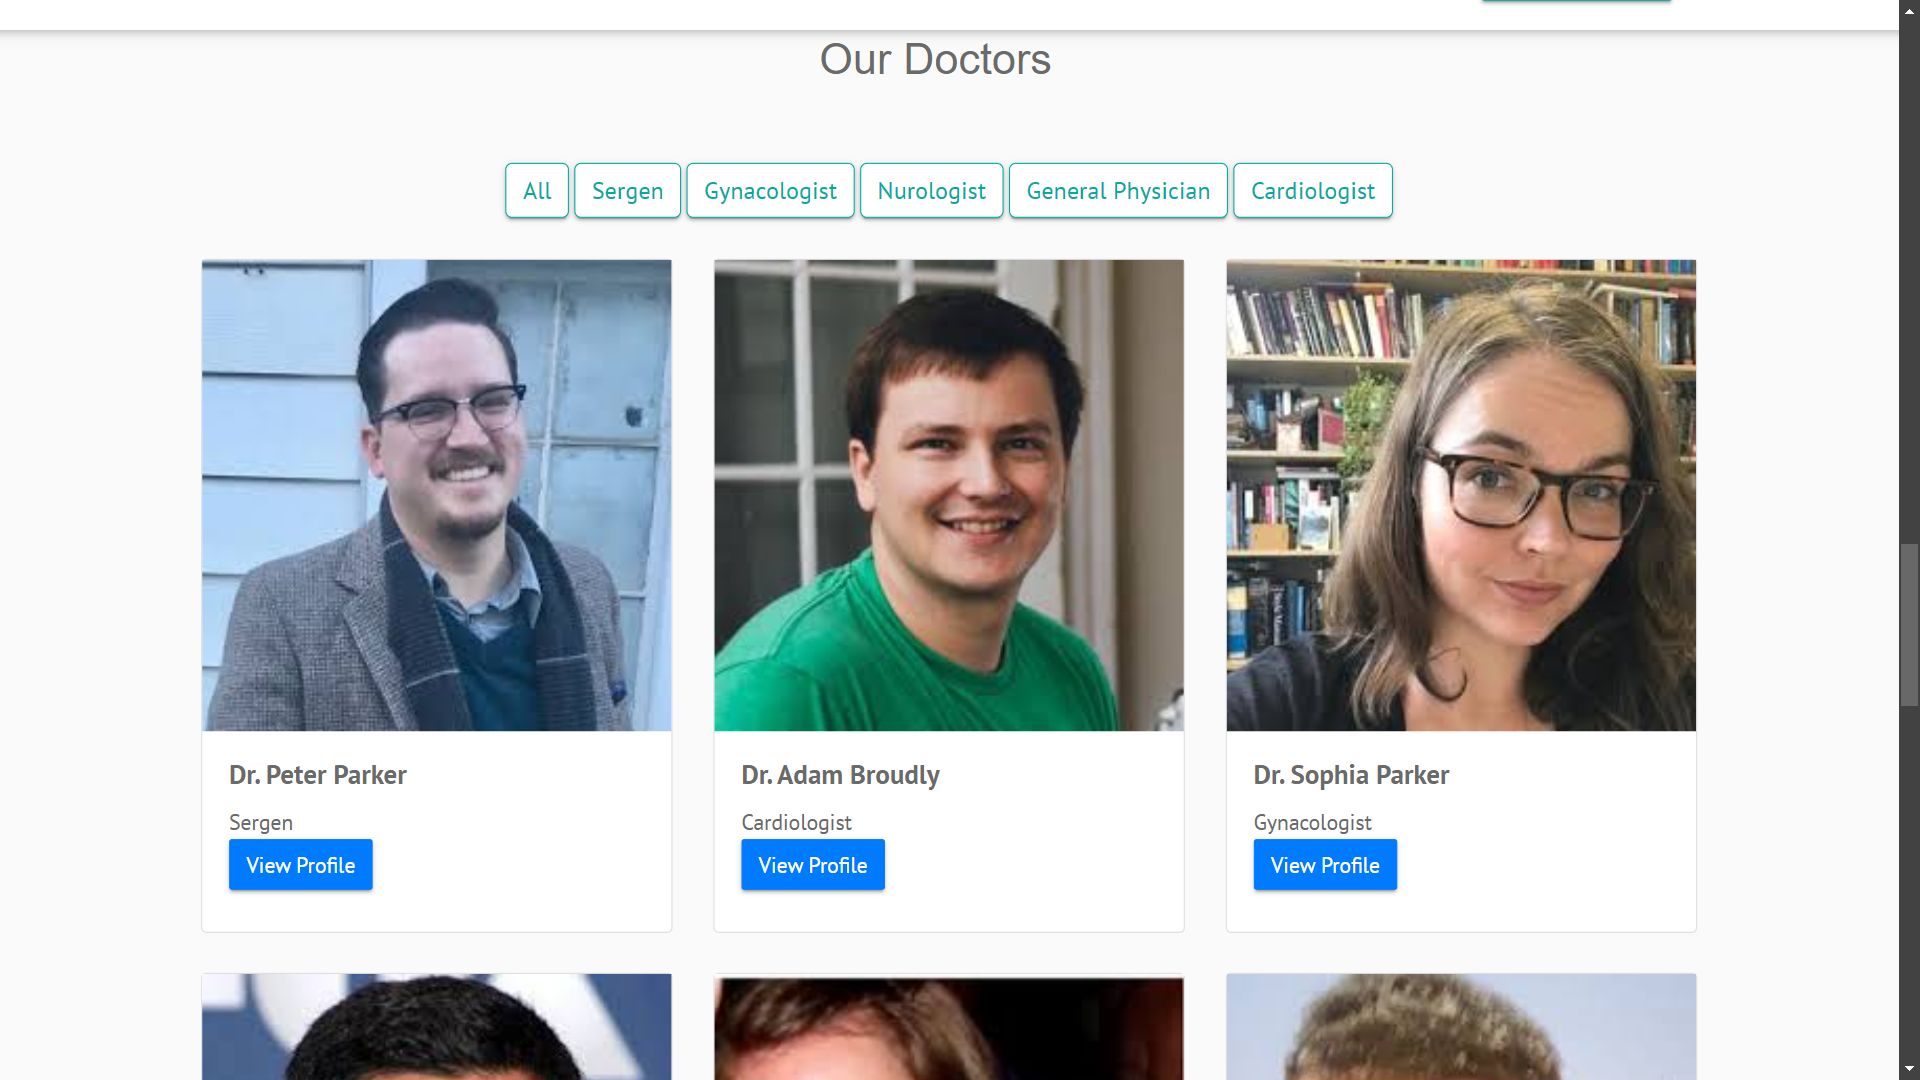 Our Doctors
All Sergen Gynacologist Nurologist General Physician Cardiologist
Dr. Peter Parker
Sergen
View Profile
Dr. Adam Broudly
Cardiologist
View Profile
Dr. Sophia Parker
Gynacologist
View Profile